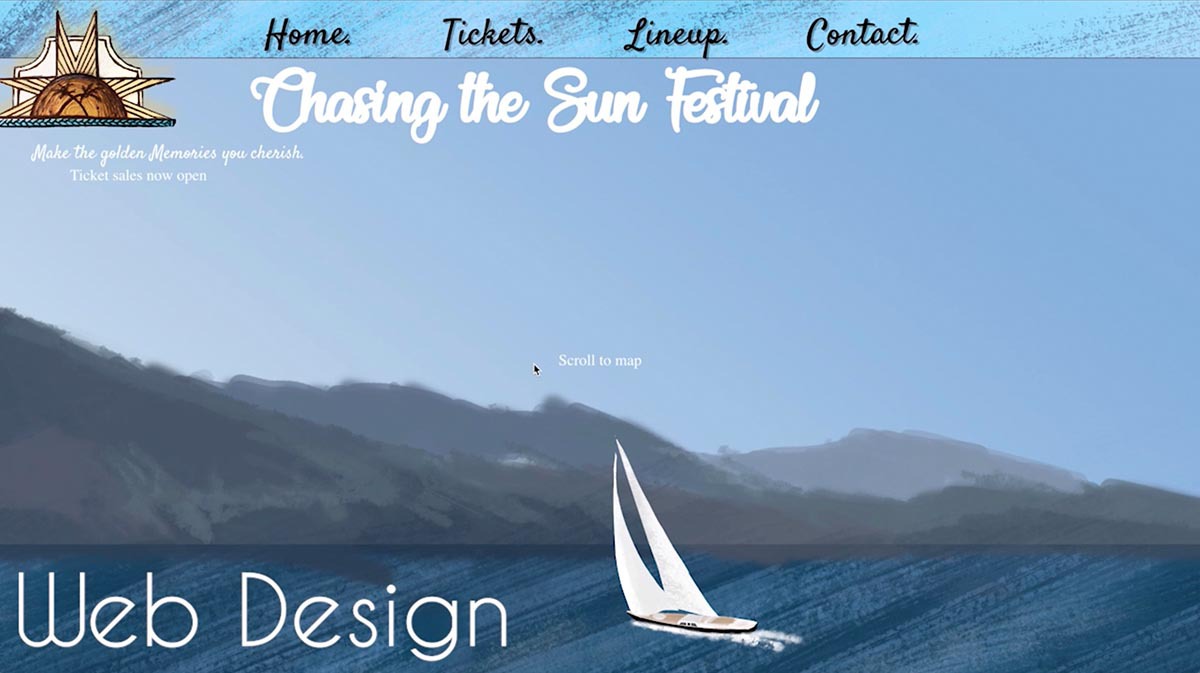 Home. Tickets. Lineup. Contact.
Chasing the Sun Festival
Make the golden Memories you cherish.
Ticket sales now open
Scroll to map
Web Design